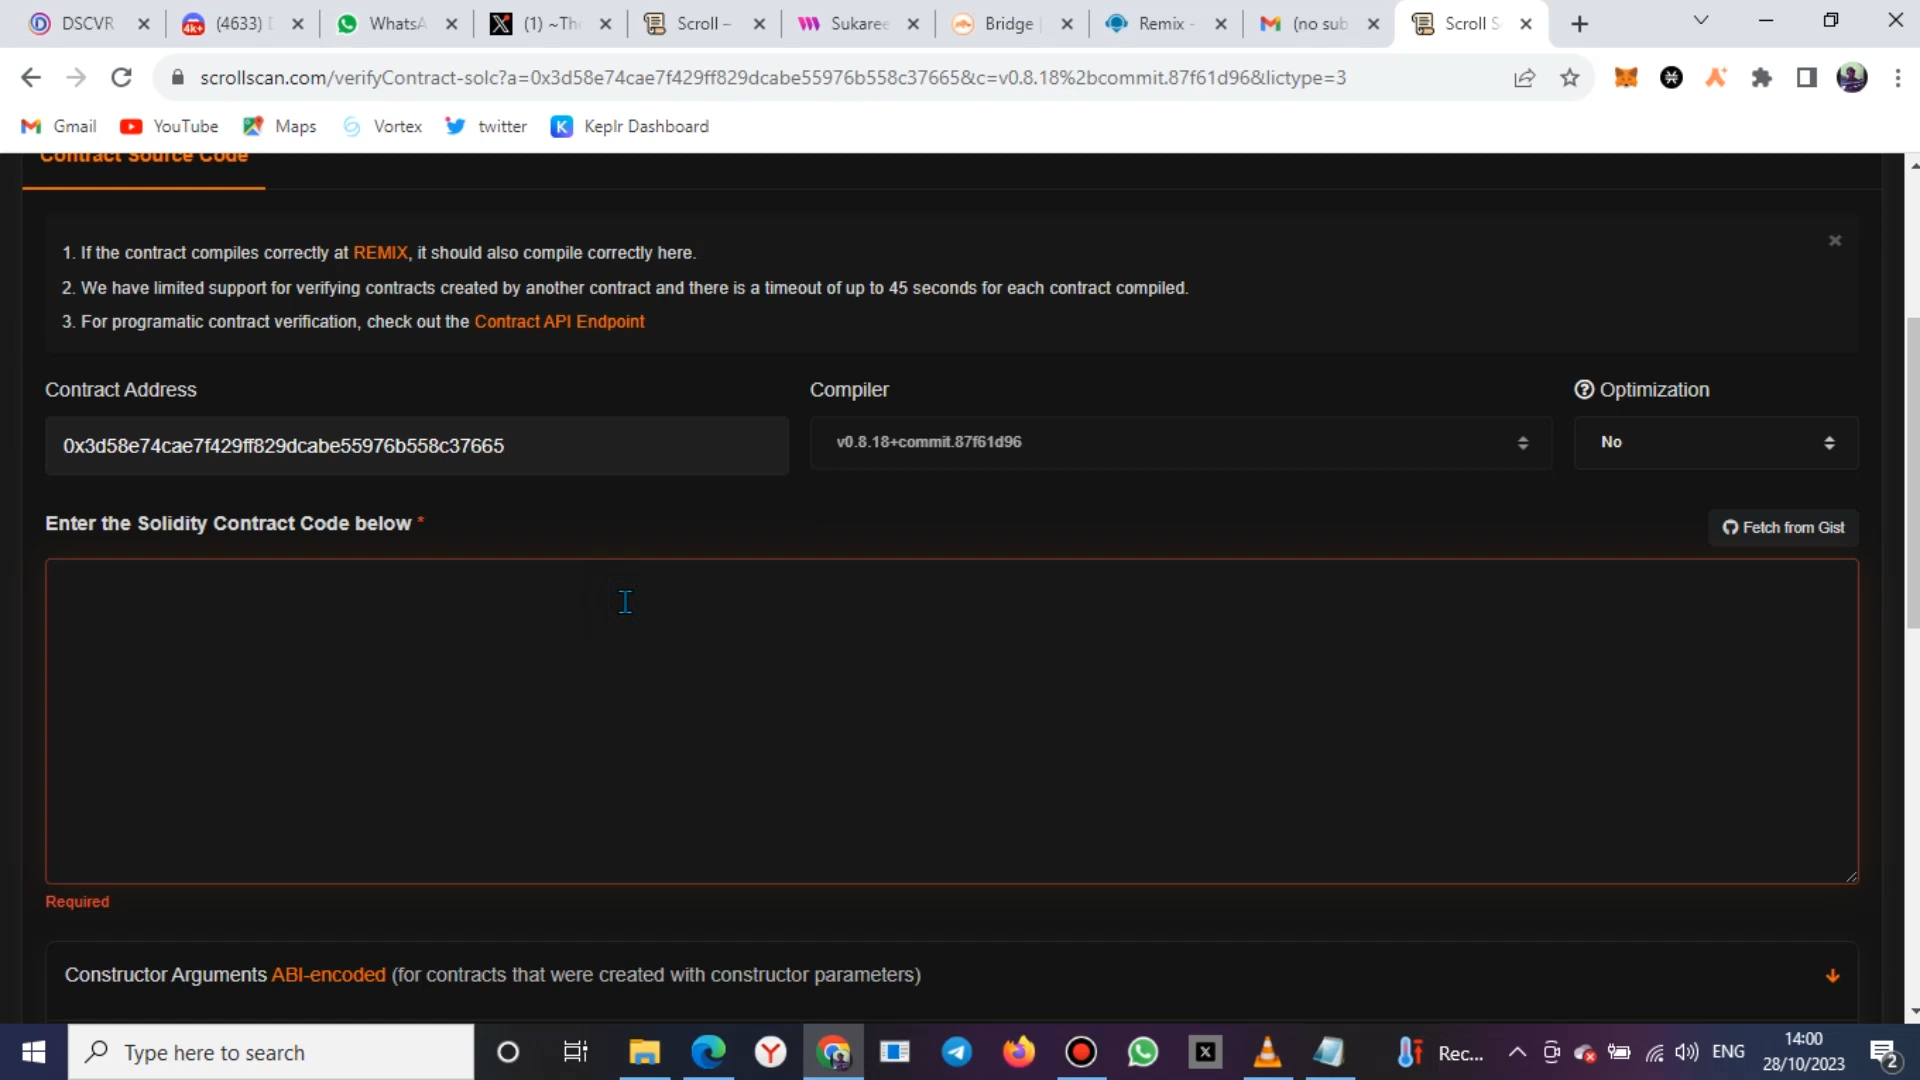 DSCVR
(4633)
WhatsA
(1) ~Th
Scroll –
Sukaree
Bridge
Remix -
(no sub
Scroll S
scrollscan.com/verifyContract-solc?a=0x3d58e74cae7f429ff829dcabe55976b558c37665&c=v0.8.18%2bcommit.87f61d96&lictype=3
Gmail
YouTube
Maps
Vortex
twitter
Keplr Dashboard
Contract Source Code
1. If the contract compiles correctly at REMIX, it should also compile correctly here.
2. We have limited support for verifying contracts created by another contract and there is a timeout of up to 45 seconds for each contract compiled.
3. For programatic contract verification, check out the Contract API Endpoint
Contract Address
Compiler
Optimization
0x3d58e74cae7f429ff829dcabe55976b558c37665
v0.8.18+commit.87f61d96
No
Enter the Solidity Contract Code below *
Fetch from Gist
Required
Constructor Arguments ABI-encoded (for contracts that were created with constructor parameters)
Type here to search
Rec...
ENG
14:00
28/10/2023
2